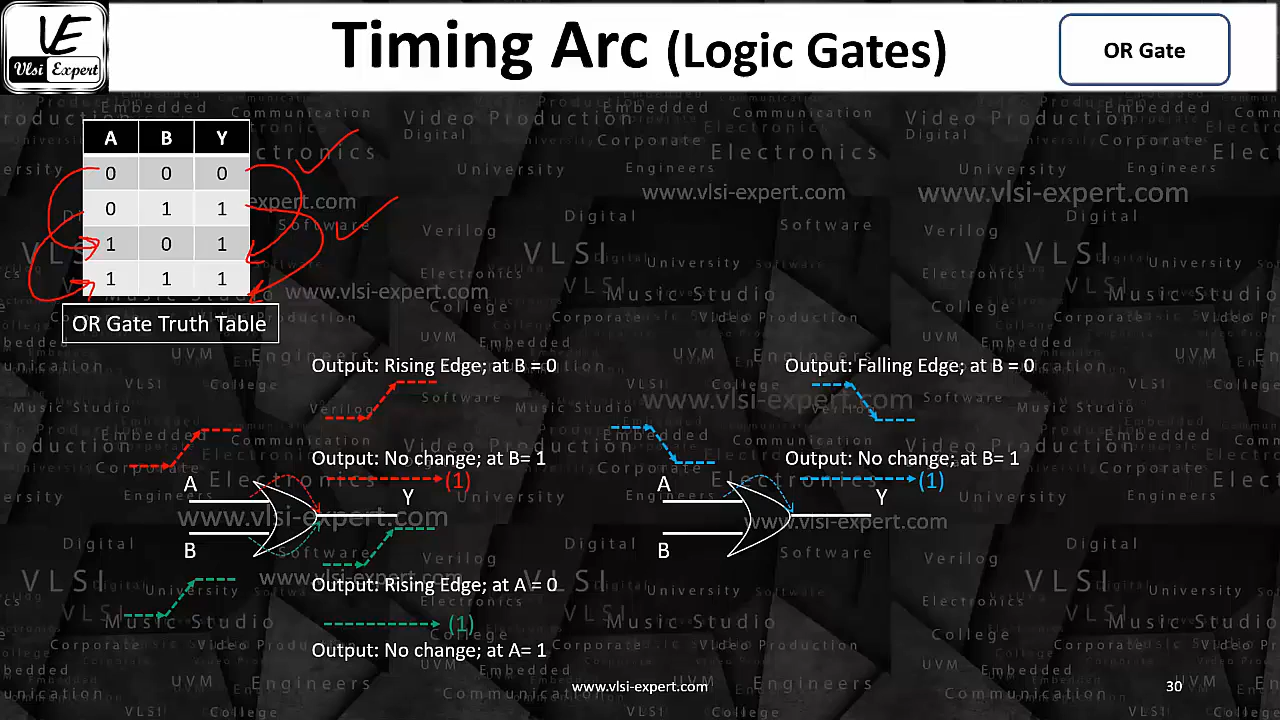 VE
Vlsi Expert
Timing Arc (Logic Gates)
OR Gate
A B Y
0 0 0
0 1 1
1 0 1
1 1 1
OR Gate Truth Table
Output: Rising Edge; at B = 0
Output: No change; at B= 1
(1)
A
Y
B
Output: Rising Edge; at A = 0
(1)
Output: No change; at A= 1
Output: Falling Edge; at B = 0
Output: No change; at B= 1
(1)
A
Y
B
www.vlsi-expert.com
30